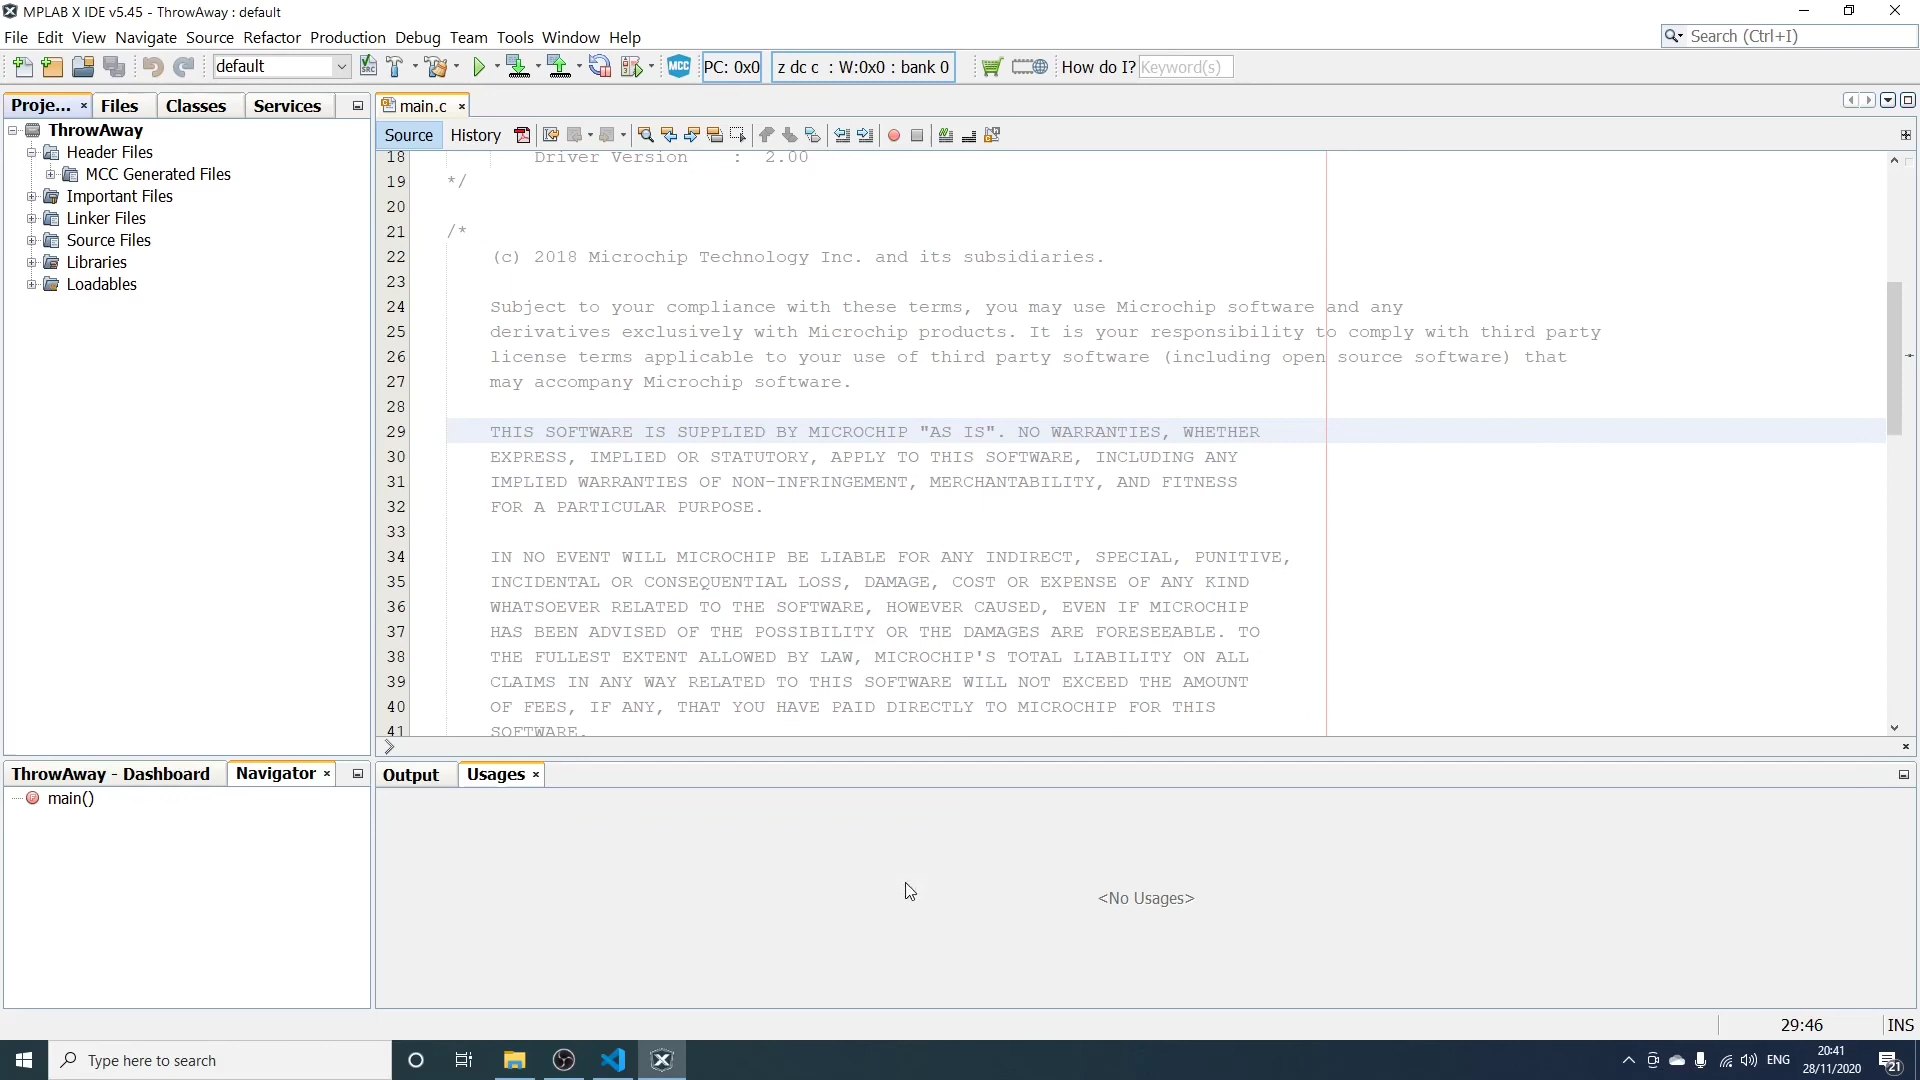 MPLAB X IDE v5.45 - ThrowAway : default
File Edit View Navigate Source Refactor Production Debug Team Tools Window Help
Search (Ctrl+I)
default
MCC
PC: 0x0
z dc c : W:0x0 : bank 0
How do I? Keyword(s)
Proje... × Files Classes Services
main.c ×
ThrowAway
Header Files
MCC Generated Files
Important Files
Linker Files
Source Files
Libraries
Loadables
Source History
18 Driver Version : 2.00
19 */
20
21 /*
22 (c) 2018 Microchip Technology Inc. and its subsidiaries.
23
24 Subject to your compliance with these terms, you may use Microchip software and any
25 derivatives exclusively with Microchip products. It is your responsibility to comply with third party
26 license terms applicable to your use of third party software (including open source software) that
27 may accompany Microchip software.
28
29 THIS SOFTWARE IS SUPPLIED BY MICROCHIP "AS IS". NO WARRANTIES, WHETHER
30 EXPRESS, IMPLIED OR STATUTORY, APPLY TO THIS SOFTWARE, INCLUDING ANY
31 IMPLIED WARRANTIES OF NON-INFRINGEMENT, MERCHANTABILITY, AND FITNESS
32 FOR A PARTICULAR PURPOSE.
33
34 IN NO EVENT WILL MICROCHIP BE LIABLE FOR ANY INDIRECT, SPECIAL, PUNITIVE,
35 INCIDENTAL OR CONSEQUENTIAL LOSS, DAMAGE, COST OR EXPENSE OF ANY KIND
36 WHATSOEVER RELATED TO THE SOFTWARE, HOWEVER CAUSED, EVEN IF MICROCHIP
37 HAS BEEN ADVISED OF THE POSSIBILITY OR THE DAMAGES ARE FORESEEABLE. TO
38 THE FULLEST EXTENT ALLOWED BY LAW, MICROCHIP'S TOTAL LIABILITY ON ALL
39 CLAIMS IN ANY WAY RELATED TO THIS SOFTWARE WILL NOT EXCEED THE AMOUNT
40 OF FEES, IF ANY, THAT YOU HAVE PAID DIRECTLY TO MICROCHIP FOR THIS
41 SOFTWARE.
ThrowAway - Dashboard Navigator ×
main()
Output Usages ×
<No Usages>
29:46 INS
Type here to search
ENG
20:41
28/11/2020
21